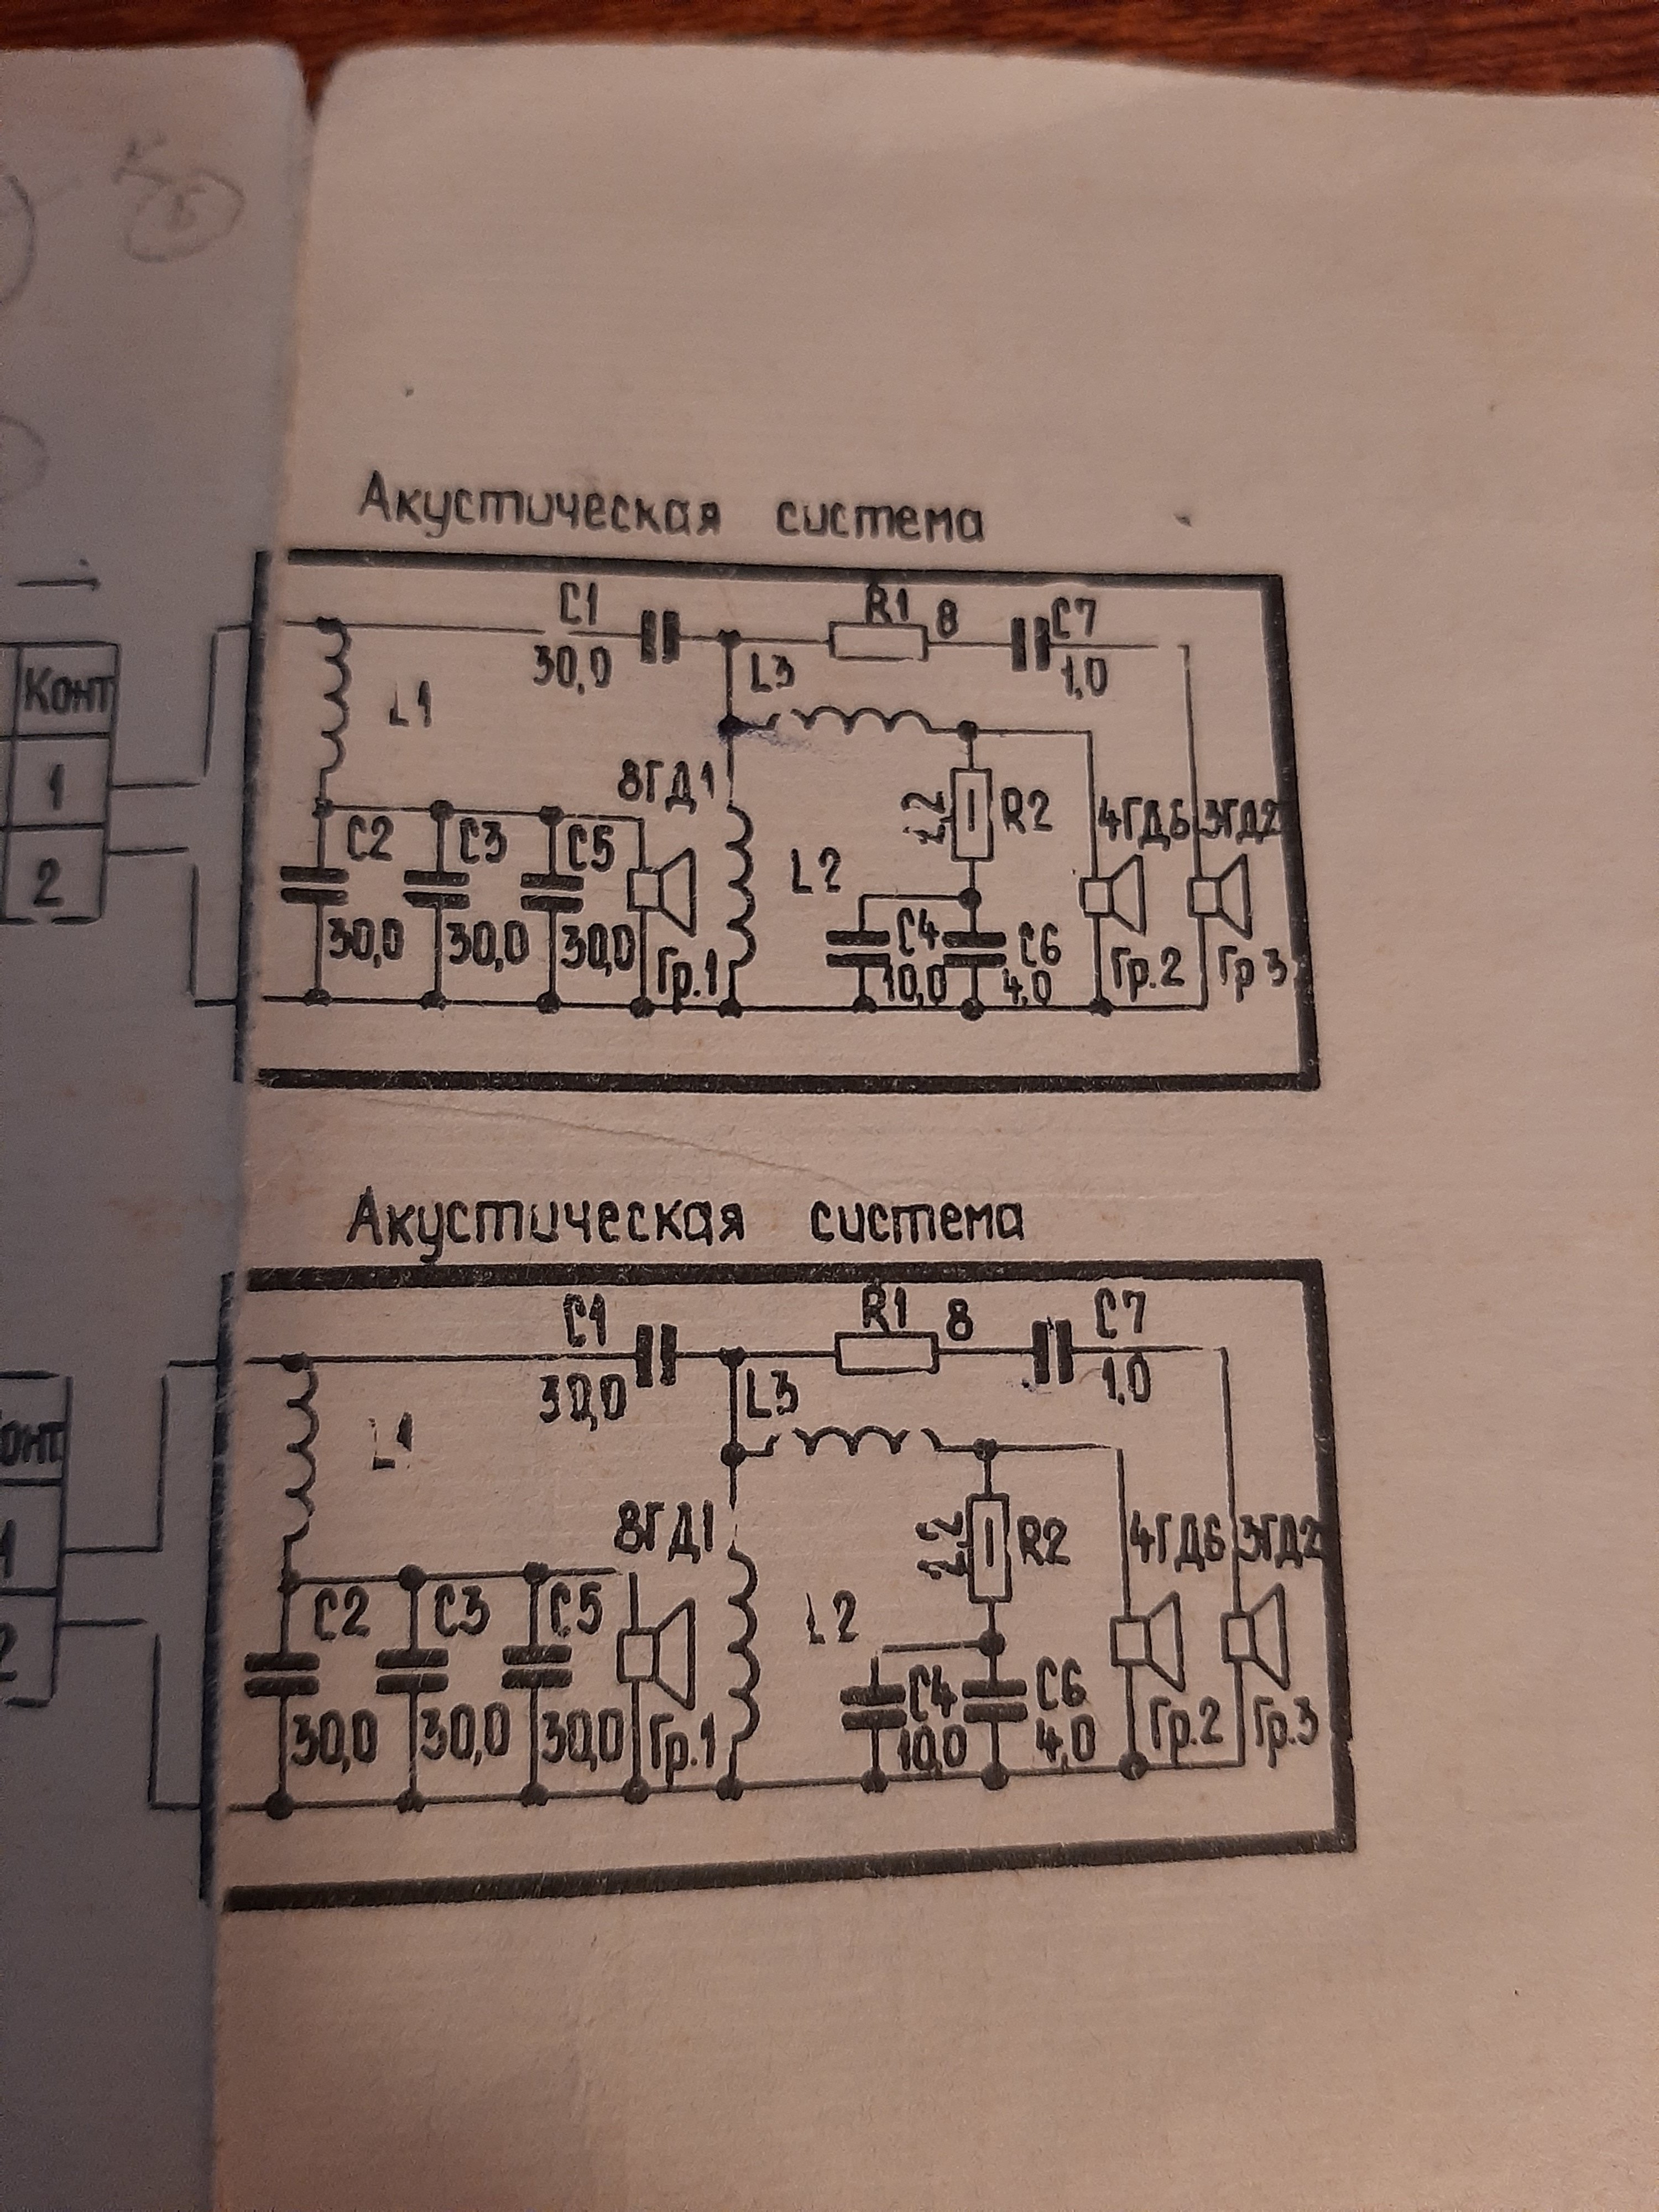 Акустическая система
C1
R1 8
C7
30,0
L3
1,0
Конт
L1
1
8ГД1
2
C2
C3
C5
R2
4ГД6
3ГД2
L2
30,0
30,0
30,0
Гр.1
C4
10,0
C6
4,0
Гр.2
Гр 3
Акустическая система
C1
R1 8
C7
30,0
L3
1,0
L1
8ГД1
C2
C3
C5
R2
4ГД6
3ГД2
L2
30,0
30,0
30,0
Гр.1
C4
10,0
C6
4,0
Гр.2
Гр.3